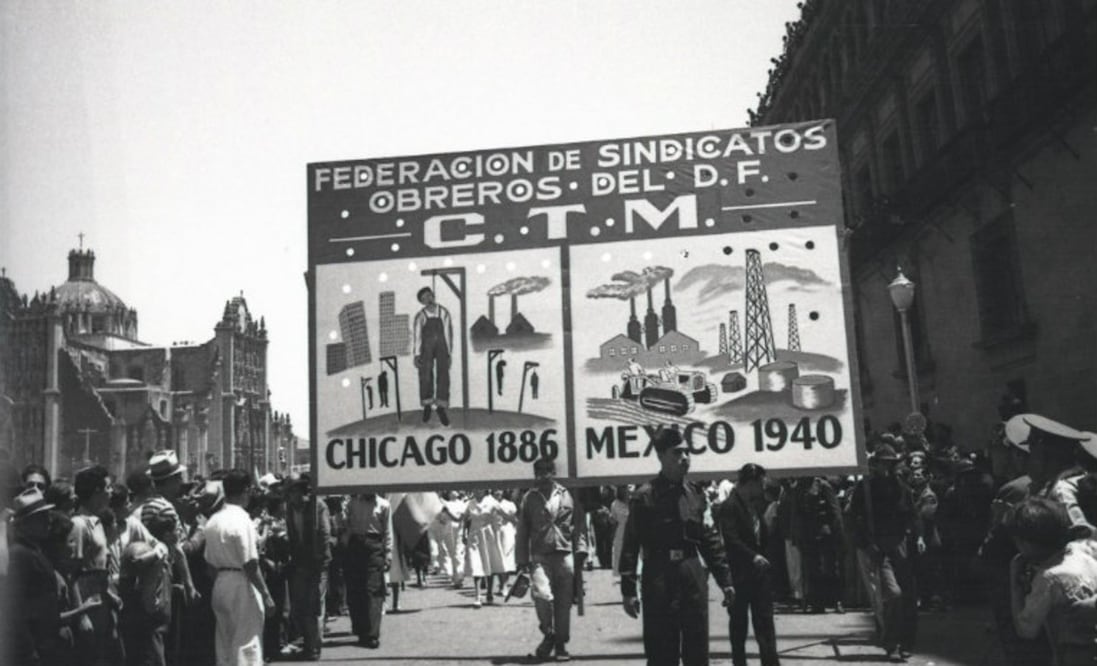 FEDERACION DE SINDICATOS
OBREROS · DEL · D. F.
C. T. M.
CHICAGO 1886
MEXICO 1940